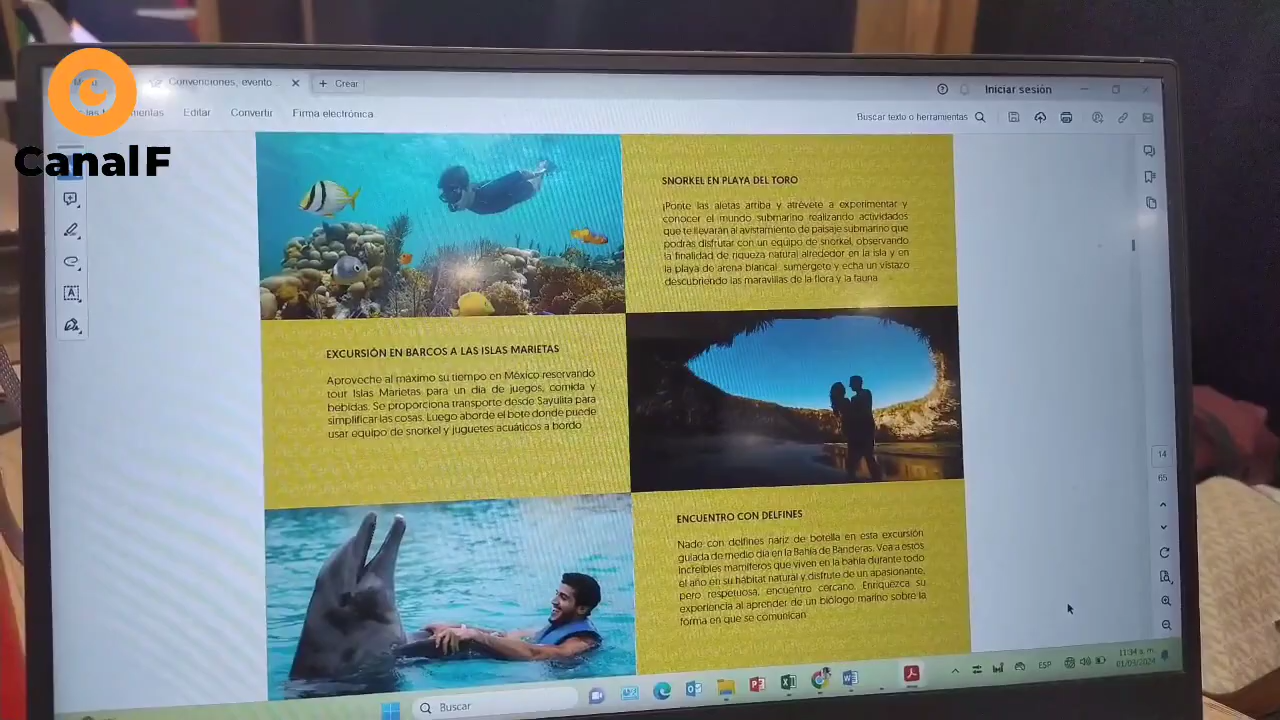 Convenciones, evento...
+ Crear
Iniciar sesión
Editar
Convertir
Firma electrónica
Buscar texto o herramientas
Canal F
SNORKEL EN PLAYA DEL TORO
¡Ponte las aletas arriba y atrévete a experimentar y
conocer el mundo submarino realizando actividades
que te llevarán al avistamiento de paisaje submarino que
podrás disfrutar con un equipo de snorkel, observando
la finalidad de riqueza natural alrededor en la isla y en
la playa de arena blanca! sumérgete y echa un vistazo
descubriendo las maravillas de la flora y la fauna
EXCURSIÓN EN BARCOS A LAS ISLAS MARIETAS
Aproveche al máximo su tiempo en México reservando
tour Islas Marietas para un día de juegos, comida y
bebidas. Se proporciona transporte desde Sayulita para
simplificar las cosas. Luego aborde el bote donde puede
usar equipo de snorkel y juguetes acuáticos a bordo
14
65
ENCUENTRO CON DELFINES
Nade con delfines nariz de botella en esta excursión
guiada de medio día en la Bahía de Banderas. Vea a estos
increíbles mamíferos que viven en la bahía durante todo
el año en su hábitat natural y disfrute de un apasionante,
pero respetuosa, encuentro cercano. Enriquezca su
experiencia al aprender de un biólogo marino sobre la
forma en que se comunican
Buscar
ESP
11:34 a. m.
01/03/2024